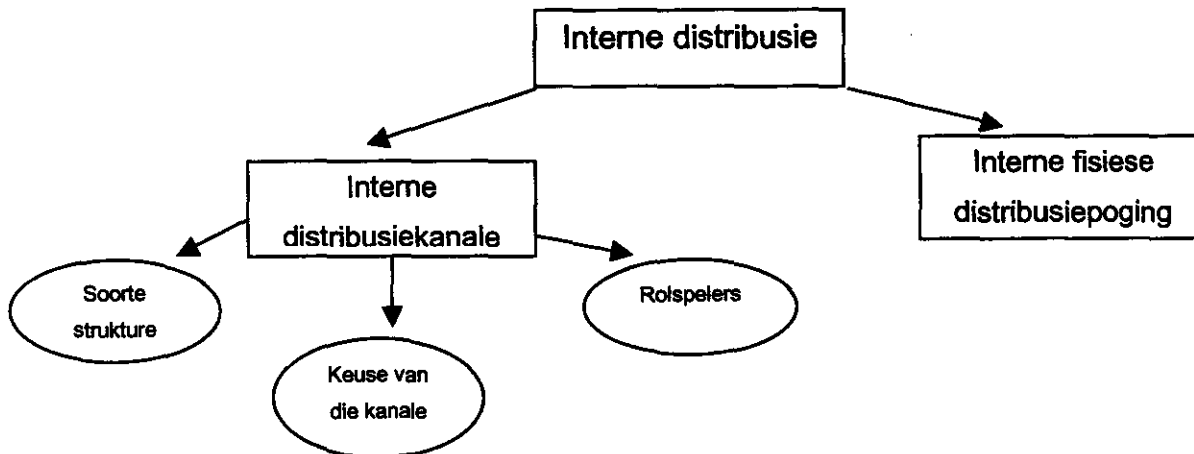 Interne distribusie
Interne fisiese
distribusiepoging
Interne
distribusiekanale
Soorte
strukture
Rolspelers
Keuse van
die kanale